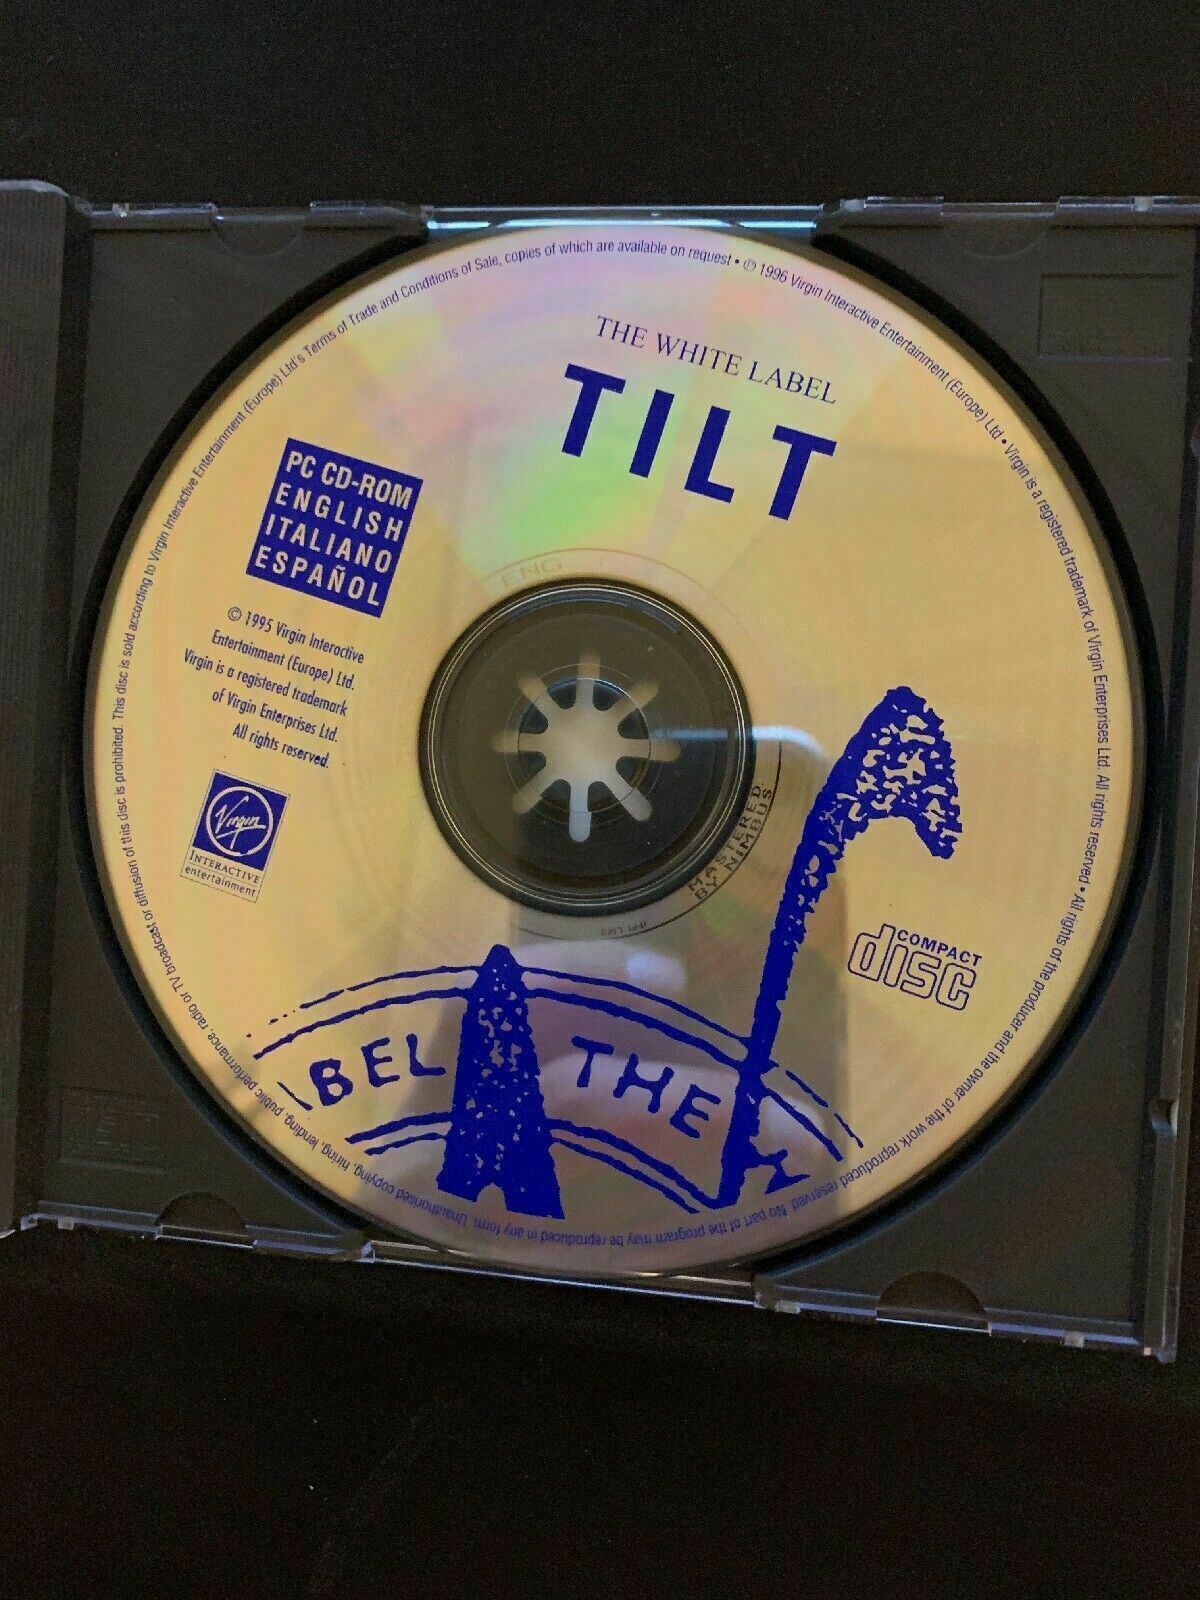 THE WHITE LABEL
TILT
PC CD-ROM
ENGLISH
ITALIANO
ESPAÑOL
© 1995 Virgin Interactive
Entertainment (Europe) Ltd.
Virgin is a registered trademark
of Virgin Enterprises Ltd.
All rights reserved.
Virgin
INTERACTIVE
entertainment
ENG
MASTERED
BY NIMBUS
COMPACT
disc
BEL THE
℗ 1996 Virgin Interactive Entertainment (Europe) Ltd • Virgin is a registered trademark of Virgin Enterprises Ltd. All rights reserved • All rights of the producer and the owner of the work reproduced reserved. No part of the program may be reproduced in any form. Unauthorised copying, hiring, lending, public performance, radio or TV broadcast or diffusion of this disc is prohibited. This disc is sold according to Virgin Interactive Entertainment (Europe) Ltd's Terms of Trade and Conditions of Sale, copies of which are available on request •